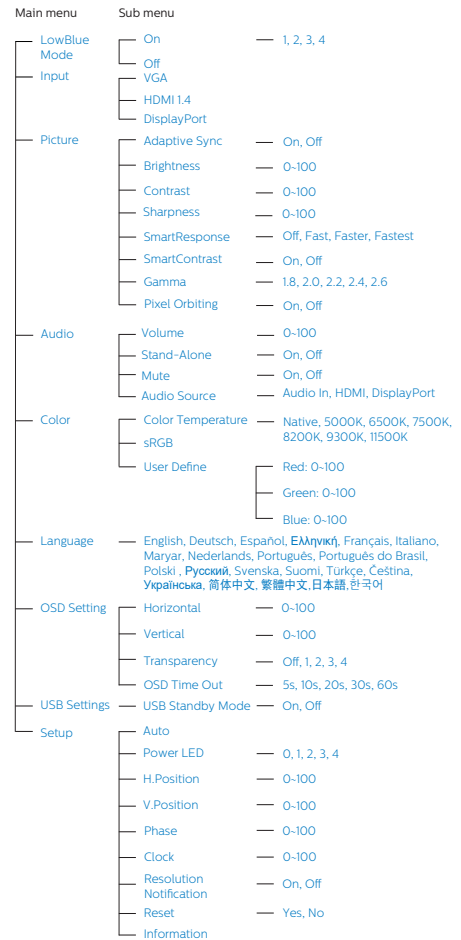 Main menu Sub menu
LowBlue Mode On 1, 2, 3, 4
Off
Input VGA
HDMI 1.4
DisplayPort
Picture Adaptive Sync On, Off
Brightness 0~100
Contrast 0~100
Sharpness 0~100
SmartResponse Off, Fast, Faster, Fastest
SmartContrast On, Off
Gamma 1.8, 2.0, 2.2, 2.4, 2.6
Pixel Orbiting On, Off
Audio Volume 0~100
Stand-Alone On, Off
Mute On, Off
Audio Source Audio In, HDMI, DisplayPort
Color Color Temperature Native, 5000K, 6500K, 7500K,
8200K, 9300K, 11500K
sRGB
User Define Red: 0~100
Green: 0~100
Blue: 0~100
Language English, Deutsch, Español, Ελληνική, Français, Italiano,
Maryar, Nederlands, Português, Português do Brasil,
Polski , Русский, Svenska, Suomi, Türkçe, Čeština,
Українська, 简体中文, 繁體中文,日本語,한국어
OSD Setting Horizontal 0~100
Vertical 0~100
Transparency Off, 1, 2, 3, 4
OSD Time Out 5s, 10s, 20s, 30s, 60s
USB Settings USB Standby Mode On, Off
Setup Auto
Power LED 0, 1, 2, 3, 4
H.Position 0~100
V.Position 0~100
Phase 0~100
Clock 0~100
Resolution
Notification On, Off
Reset Yes, No
Information